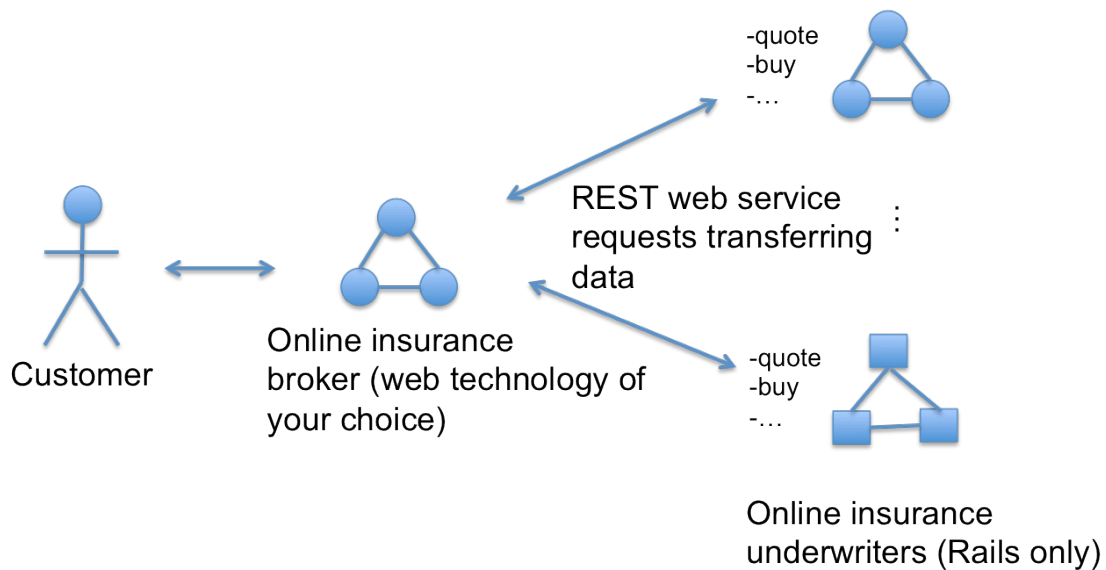 -quote
-buy
-...
REST web service
requests transferring
data
⋮
Customer
Online insurance
broker (web technology of
your choice)
-quote
-buy
-...
Online insurance
underwriters (Rails only)